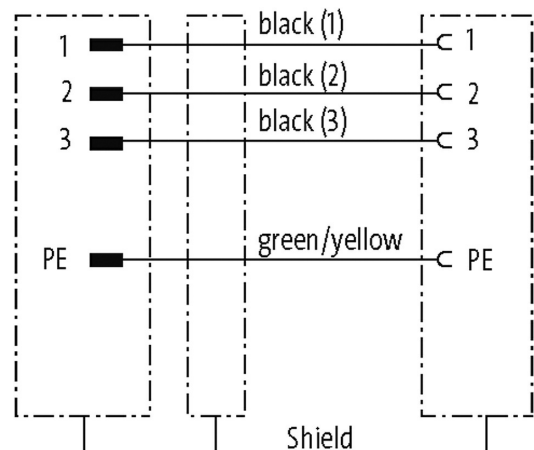 1 black (1) 1
2 black (2) 2
3 black (3) 3
PE green/yellow PE
Shield